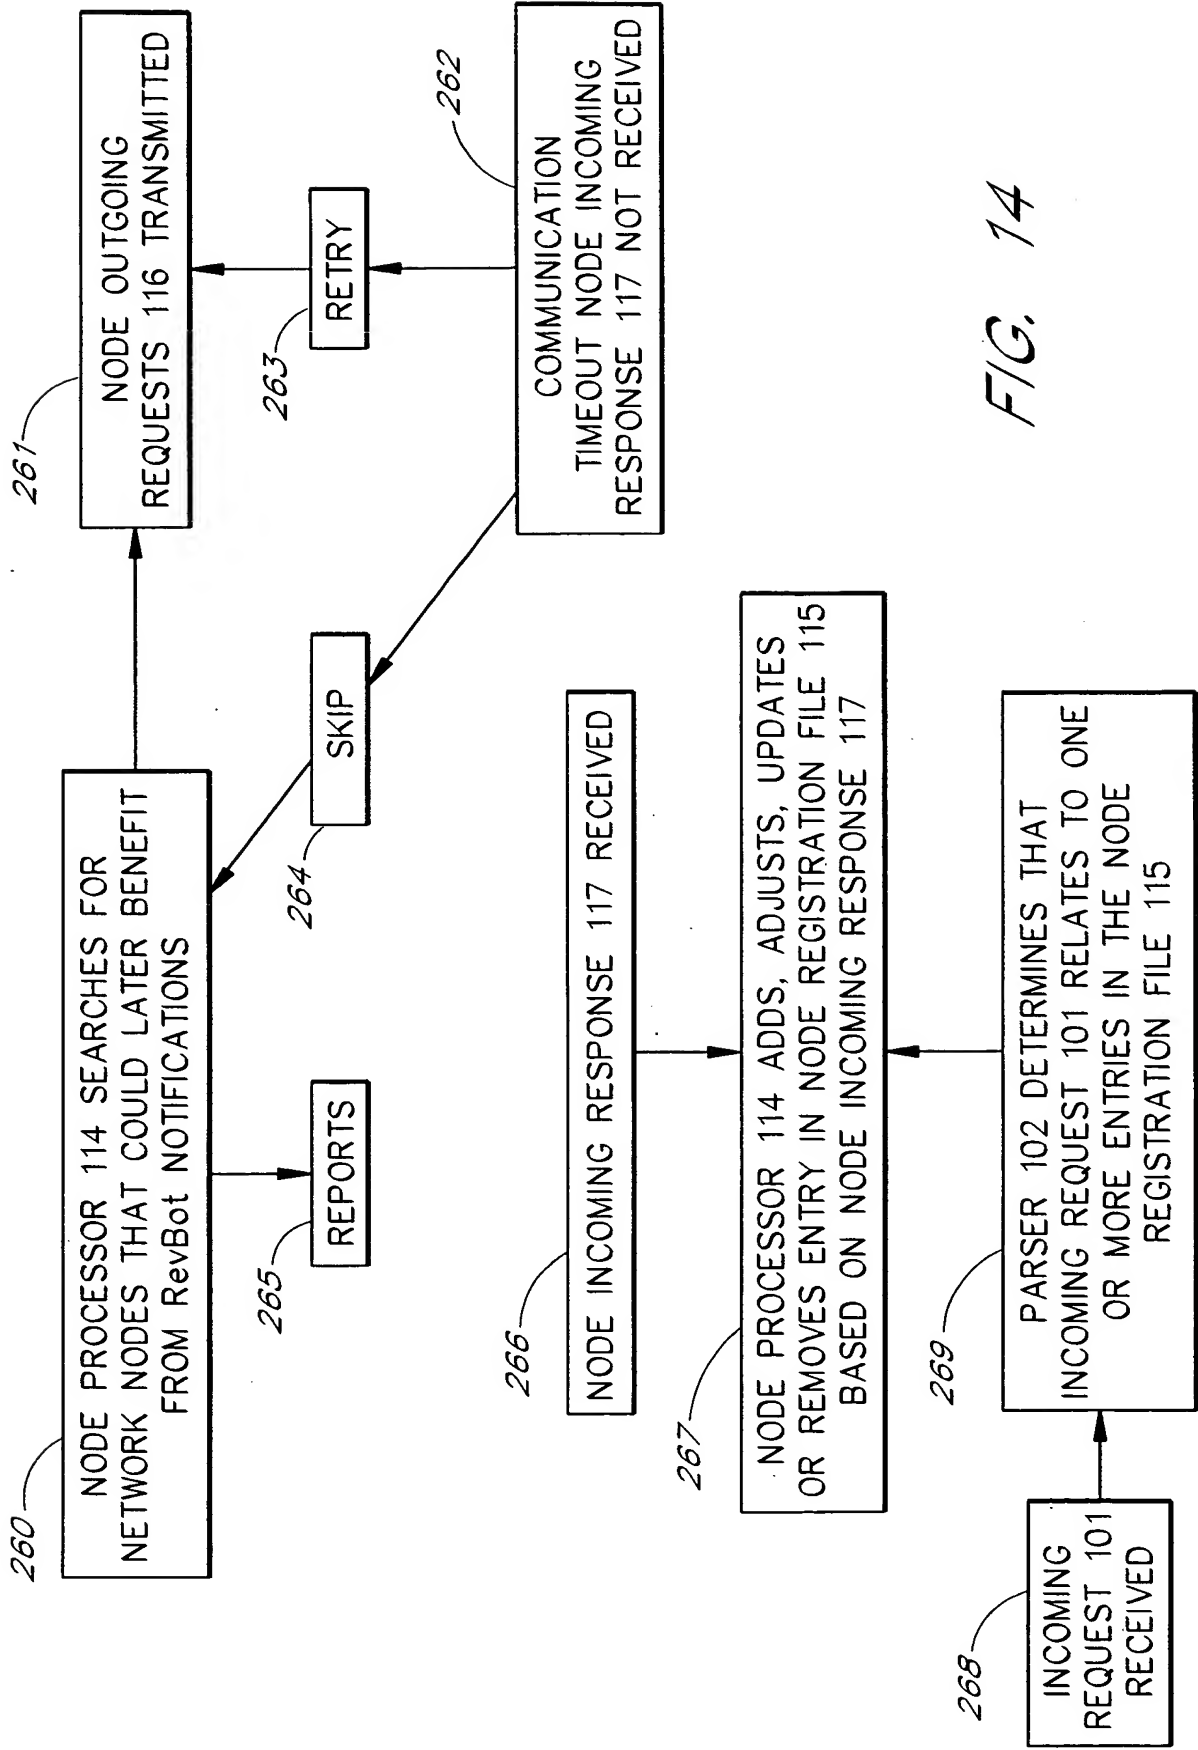 260
NODE PROCESSOR 114 SEARCHES FOR
NETWORK NODES THAT COULD LATER BENEFIT
FROM RevBot NOTIFICATIONS
261
NODE OUTGOING
REQUESTS 116 TRANSMITTED
265
REPORTS
264
SKIP
263
RETRY
262
COMMUNICATION
TIMEOUT NODE INCOMING
RESPONSE 117 NOT RECEIVED
266
NODE INCOMING RESPONSE 117 RECEIVED
267
NODE PROCESSOR 114 ADDS, ADJUSTS, UPDATES
OR REMOVES ENTRY IN NODE REGISTRATION FILE 115
BASED ON NODE INCOMING RESPONSE 117
268
INCOMING
REQUEST 101
RECEIVED
269
PARSER 102 DETERMINES THAT
INCOMING REQUEST 101 RELATES TO ONE
OR MORE ENTRIES IN THE NODE
REGISTRATION FILE 115
FIG. 14